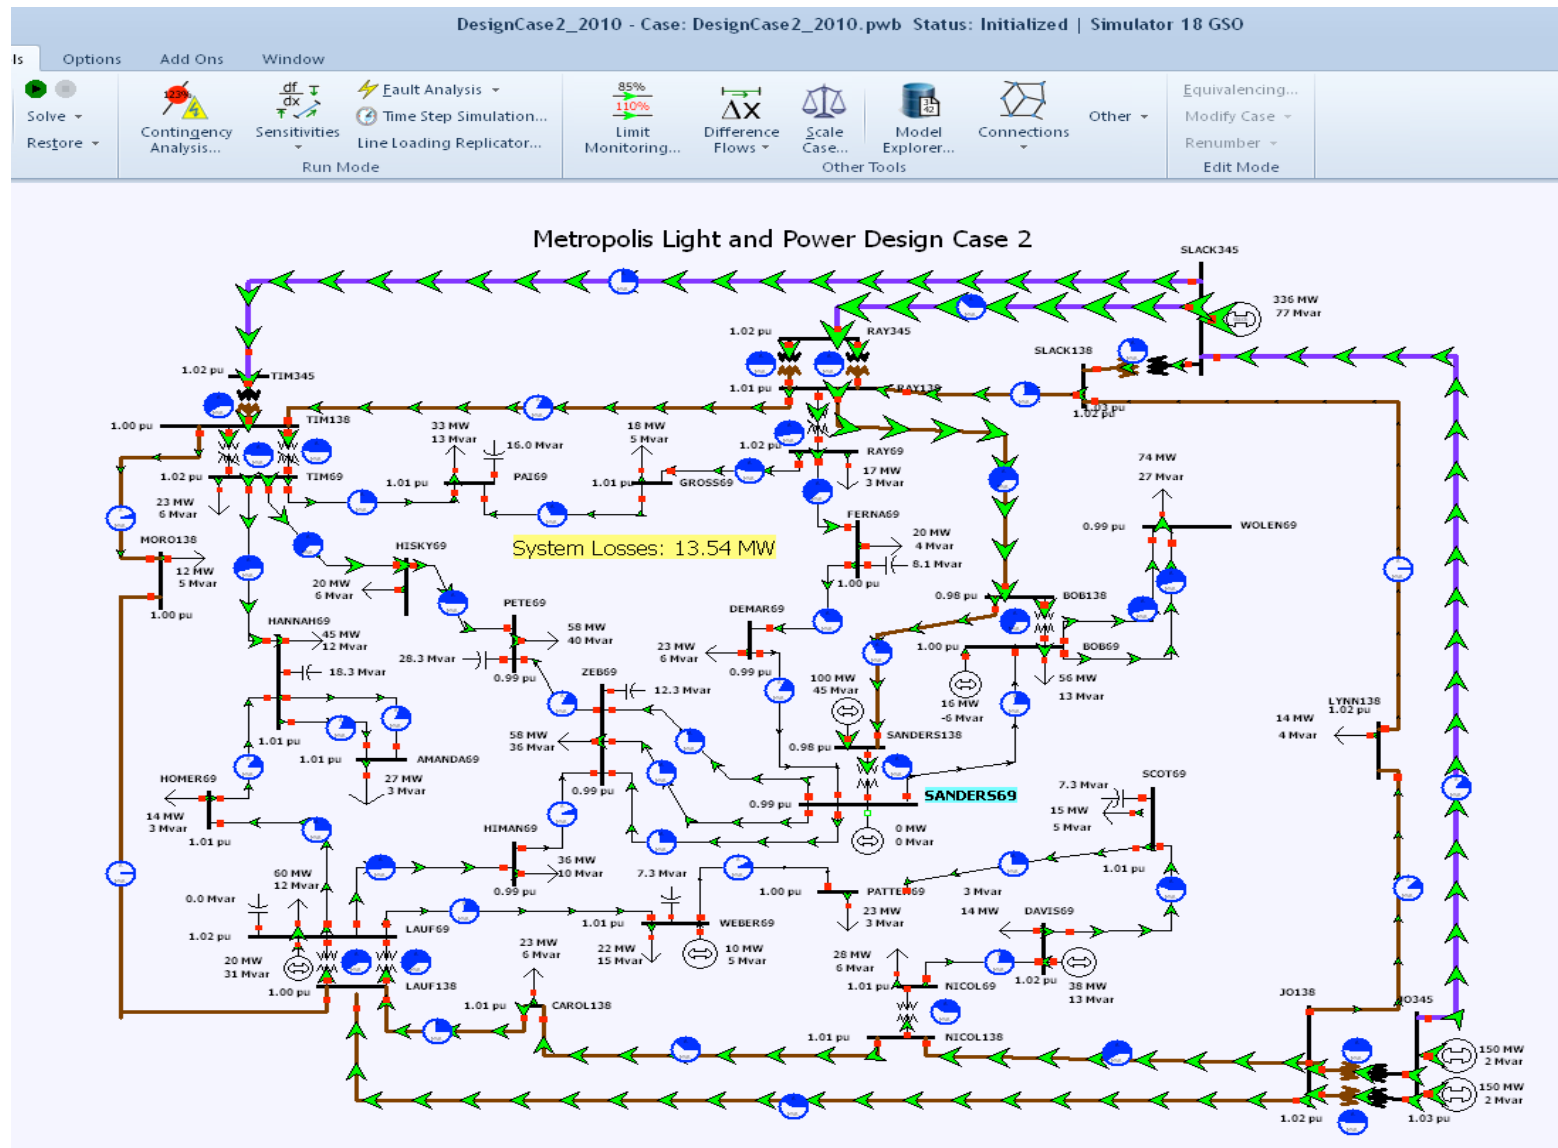 DesignCase2_2010 - Case: DesignCase2_2010.pwb Status: Initialized | Simulator 18 GSO
ls Options Add Ons Window
Solve
Restore
123%
Contingency
Analysis...
df
dx
Sensitivities
Fault Analysis
Time Step Simulation...
Line Loading Replicator...
Run Mode
85%
110%
Limit
Monitoring...
Δx
Difference
Flows
Scale
Case...
Model
Explorer...
Connections
Other
Other Tools
Equivalencing...
Modify Case
Renumber
Edit Mode
Metropolis Light and Power Design Case 2
SLACK345
336 MW
77 Mvar
RAY345
1.02 pu
SLACK138
1.02 pu
TIM345
1.01 pu
RAY138
1.03 pu
1.02 pu
1.00 pu
TIM138
33 MW
13 Mvar
16.0 Mvar
18 MW
5 Mvar
1.02 pu
RAY69
1.02 pu
TIM69
1.01 pu
PAI69
1.01 pu
GROSS69
17 MW
3 Mvar
74 MW
27 Mvar
23 MW
6 Mvar
FERNA69
20 MW
4 Mvar
8.1 Mvar
1.00 pu
0.99 pu
WOLEN69
MORO138
12 MW
5 Mvar
1.00 pu
HISKY69
20 MW
6 Mvar
System Losses: 13.54 MW
PETE69
58 MW
40 Mvar
28.3 Mvar
0.99 pu
DEMAR69
23 MW
6 Mvar
0.99 pu
0.98 pu
BOB138
1.00 pu
BOB69
56 MW
13 Mvar
16 MW
-6 Mvar
HANNAH69
45 MW
12 Mvar
18.3 Mvar
1.01 pu
ZEB69
12.3 Mvar
58 MW
36 Mvar
0.99 pu
100 MW
45 Mvar
0.98 pu
SANDERS138
LYNN138
1.02 pu
14 MW
4 Mvar
1.01 pu
AMANDA69
27 MW
3 Mvar
HOMER69
14 MW
3 Mvar
1.01 pu
0.99 pu
SANDERS69
0 MW
0 Mvar
7.3 Mvar
SCOT69
15 MW
5 Mvar
1.01 pu
HIMAN69
36 MW
10 Mvar
0.99 pu
60 MW
12 Mvar
0.0 Mvar
7.3 Mvar
1.00 pu
PATTEN69
23 MW
3 Mvar
3 Mvar
14 MW
DAVIS69
38 MW
13 Mvar
1.02 pu
1.02 pu
LAUF69
20 MW
31 Mvar
1.00 pu
LAUF138
1.01 pu
WEBER69
22 MW
15 Mvar
10 MW
5 Mvar
23 MW
6 Mvar
1.01 pu
CAROL138
28 MW
6 Mvar
1.01 pu
NICOL69
1.01 pu
NICOL138
JO138
JO345
150 MW
2 Mvar
150 MW
2 Mvar
1.02 pu
1.03 pu